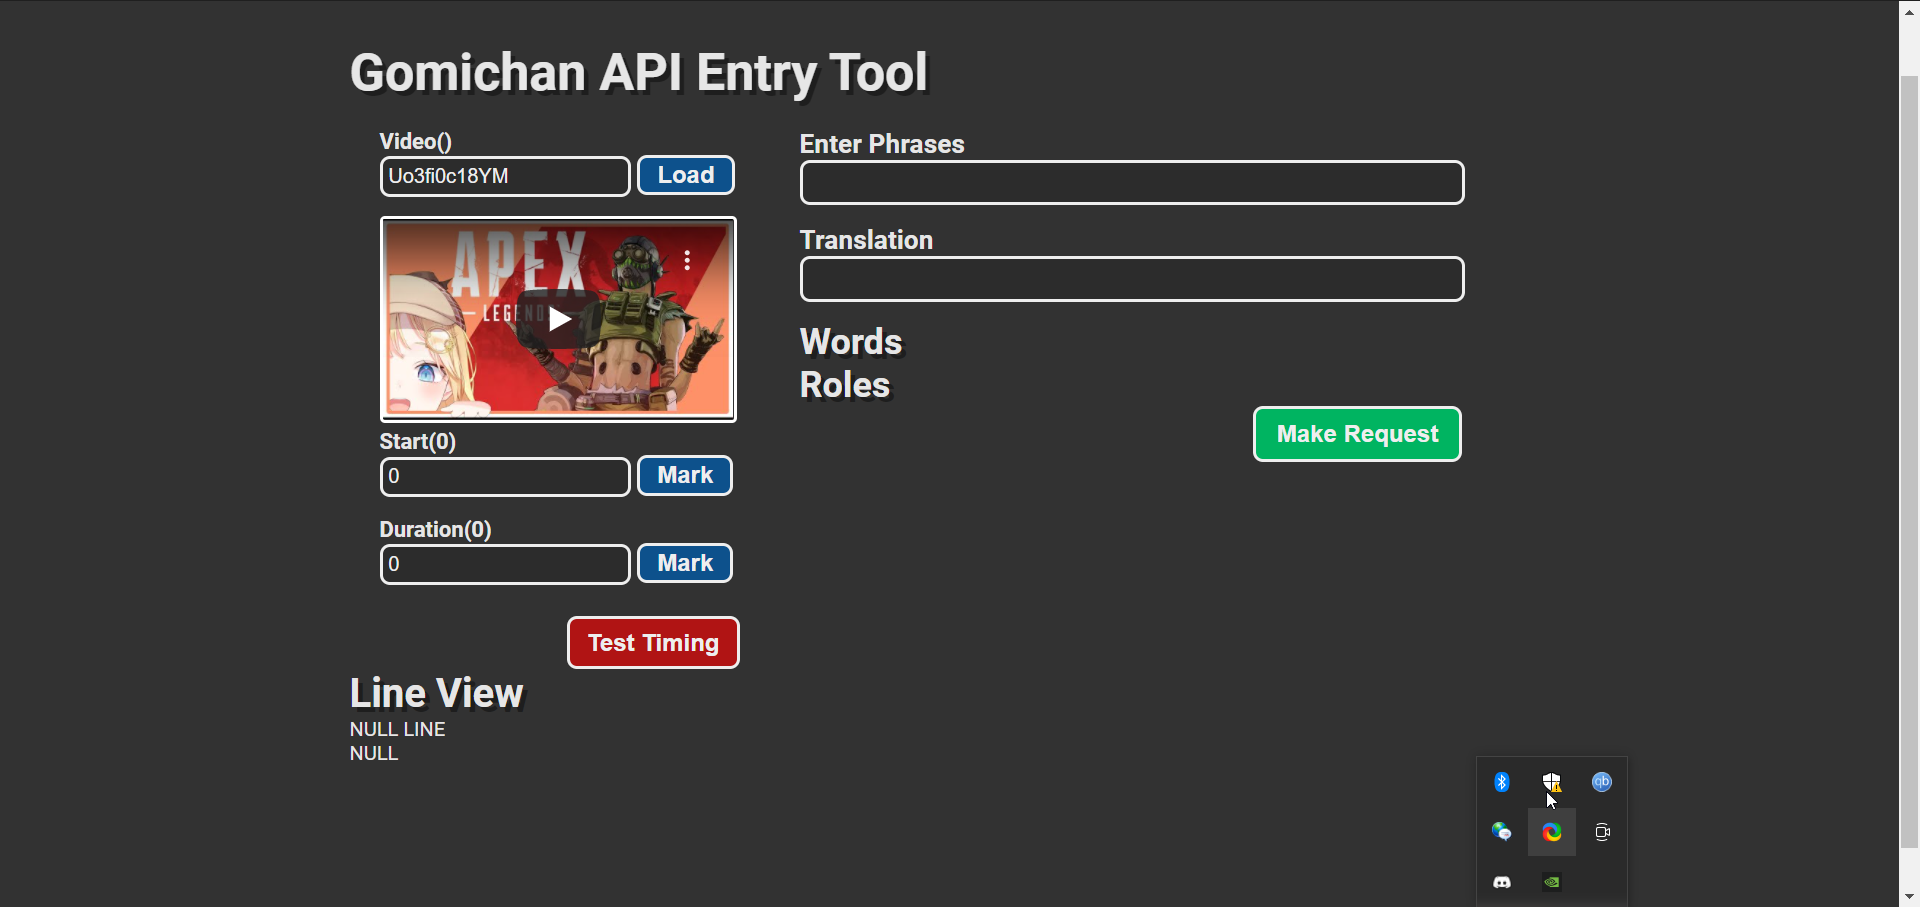 Gomichan API Entry Tool
Video()
Uo3fi0c18YM
Load
APEX
LEGENDS
Start(0)
0
Mark
Duration(0)
0
Mark
Test Timing
Enter Phrases
Translation
Words
Roles
Make Request
Line View
NULL LINE
NULL
qb